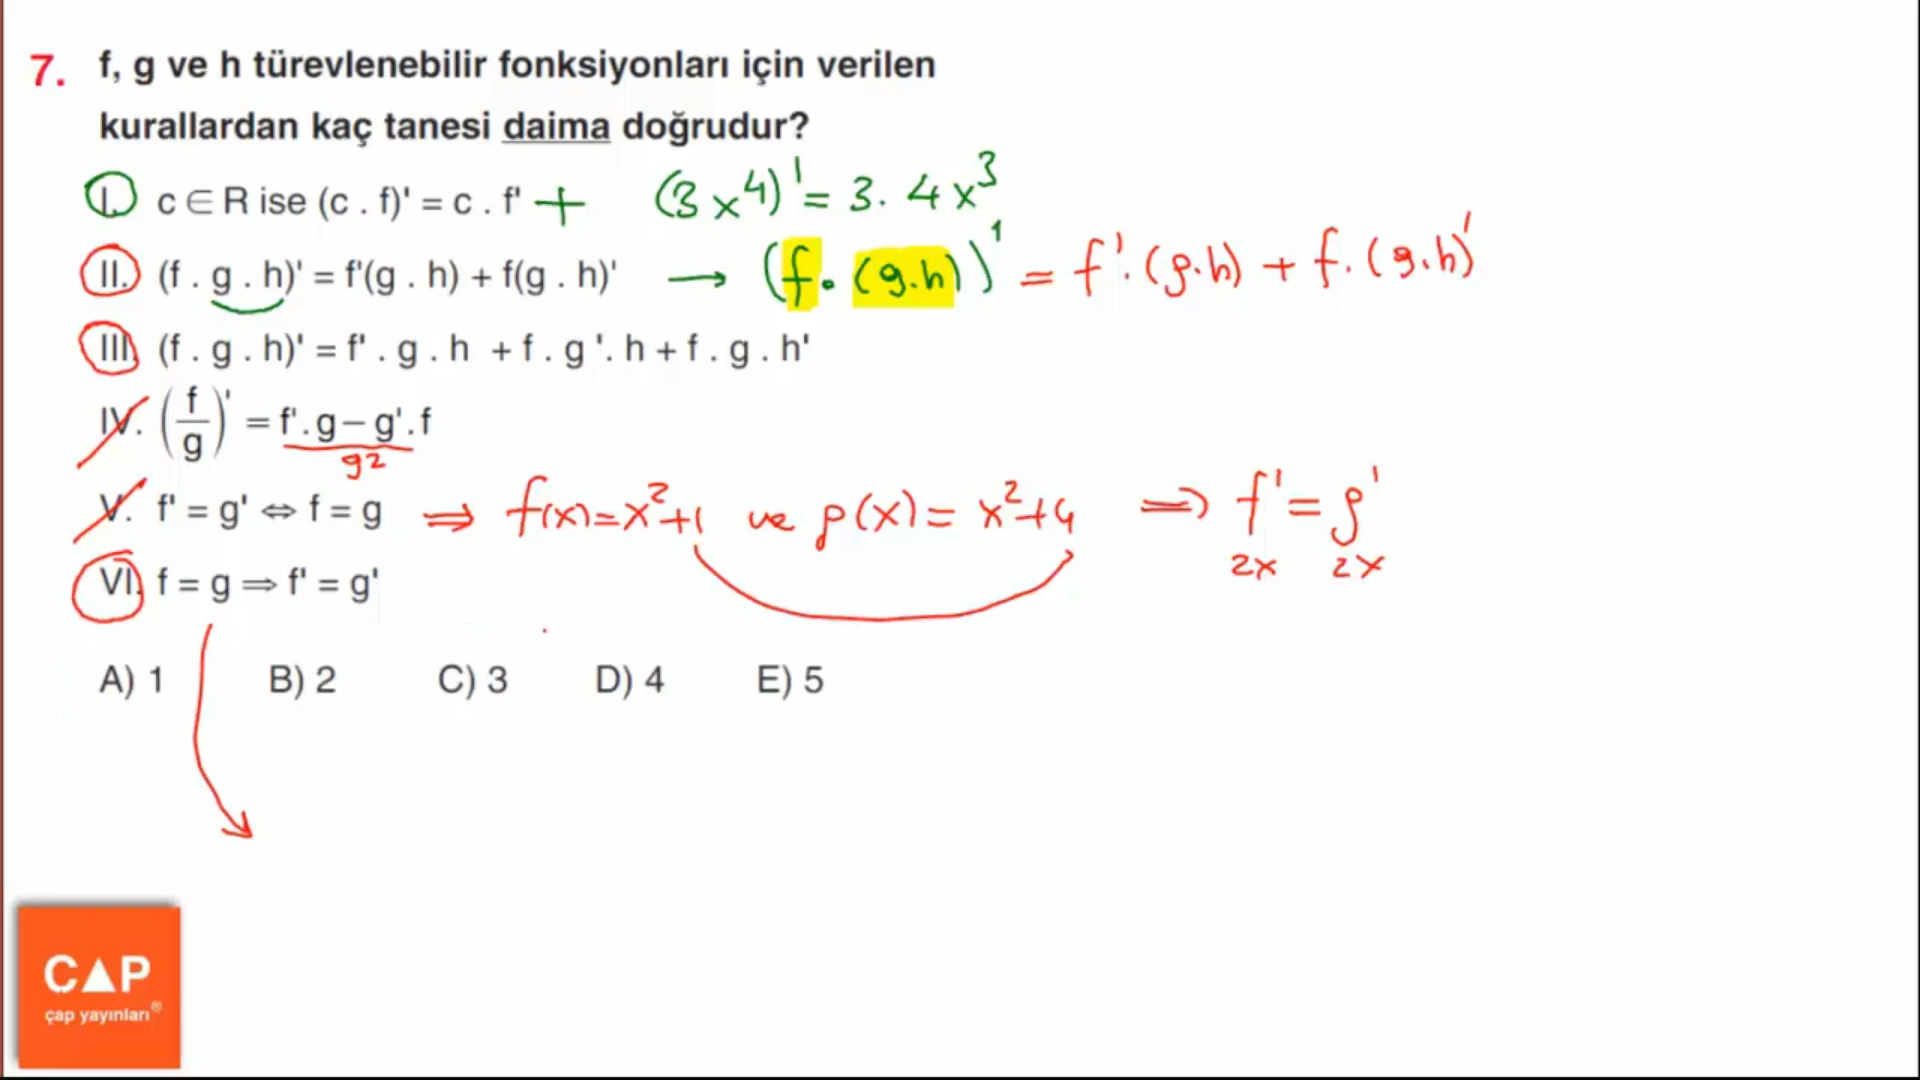 7. f, g ve h türevlenebilir fonksiyonları için verilen
kurallardan kaç tanesi daima doğrudur?
I. c ∈ R ise (c . f)' = c . f' + (3x⁴)' = 3. 4x³
II. (f . g . h)' = f'(g . h) + f(g . h)' → (f. (g.h))' = f'. (g.h) + f. (g.h)'
III. (f . g . h)' = f' . g . h + f . g '. h + f . g . h'
IV. (f/g)' = f'. g – g'. f
g2
V. f' = g' ⇔ f = g ⇒ f(x)=x²+1 ve g(x) = x²+4 ⇒ f' = g'
2x 2x
VI. f = g ⇒ f' = g'
A) 1 B) 2 C) 3 D) 4 E) 5
CAP
çap yayınları®